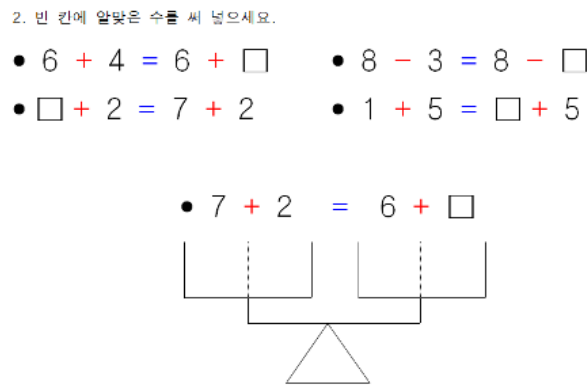 2. 빈 칸에 알맞은 수를 써 넣으세요.
● 6 + 4 = 6 + □
● 8 − 3 = 8 − □
● □ + 2 = 7 + 2
● 1 + 5 = □ + 5
● 7 + 2 = 6 + □